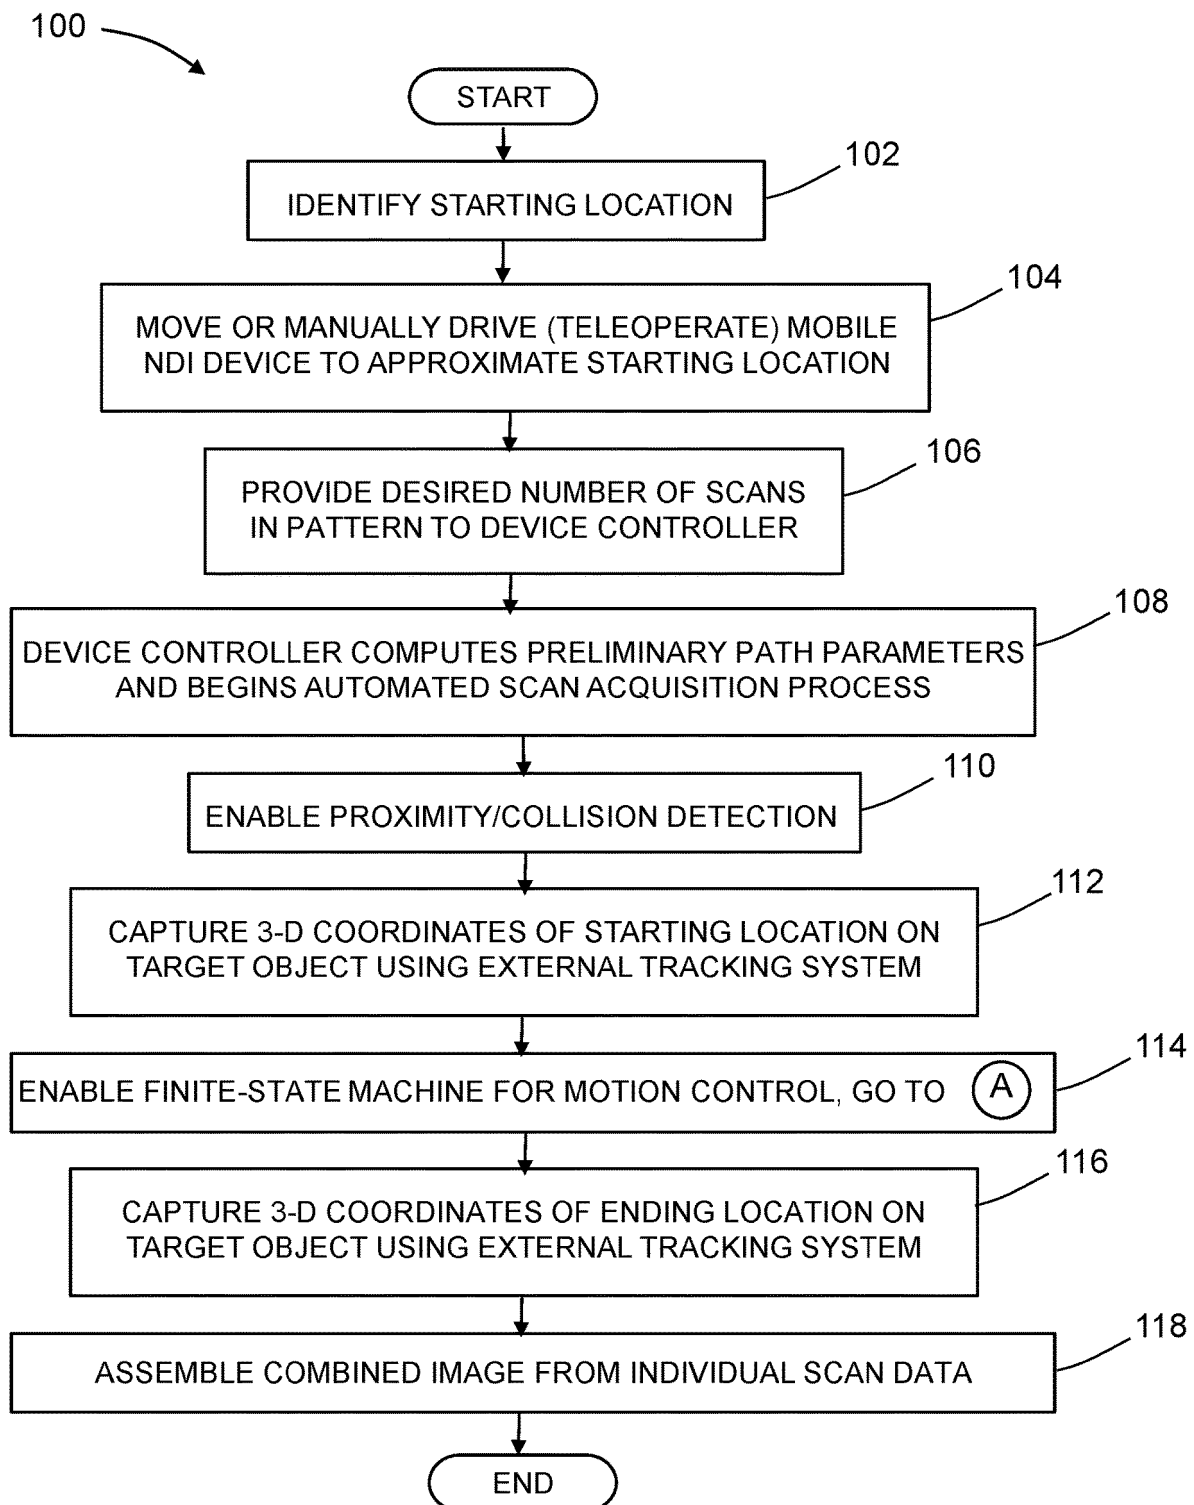 100
START
102
IDENTIFY STARTING LOCATION
104
MOVE OR MANUALLY DRIVE (TELEOPERATE) MOBILE
NDI DEVICE TO APPROXIMATE STARTING LOCATION
106
PROVIDE DESIRED NUMBER OF SCANS
IN PATTERN TO DEVICE CONTROLLER
108
DEVICE CONTROLLER COMPUTES PRELIMINARY PATH PARAMETERS
AND BEGINS AUTOMATED SCAN ACQUISITION PROCESS
110
ENABLE PROXIMITY/COLLISION DETECTION
112
CAPTURE 3-D COORDINATES OF STARTING LOCATION ON
TARGET OBJECT USING EXTERNAL TRACKING SYSTEM
114
ENABLE FINITE-STATE MACHINE FOR MOTION CONTROL, GO TO A
116
CAPTURE 3-D COORDINATES OF ENDING LOCATION ON
TARGET OBJECT USING EXTERNAL TRACKING SYSTEM
118
ASSEMBLE COMBINED IMAGE FROM INDIVIDUAL SCAN DATA
END